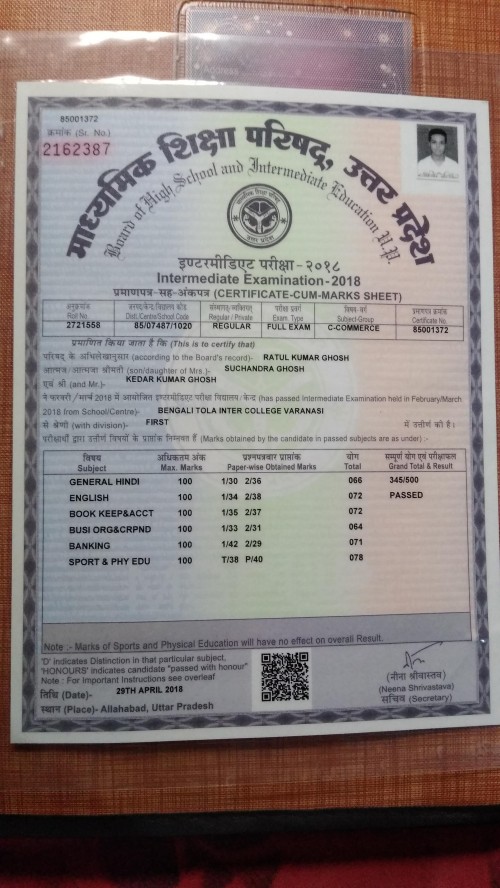 85001372
क्रमांक (Sr. No.)
2162387
माध्यमिक शिक्षा परिषद्, उत्तर प्रदेश
Board of High School and Intermediate Education U.P.
इण्टरमीडिएट परीक्षा-२०१८
Intermediate Examination-2018
प्रमाणपत्र-सह-अंकपत्र (CERTIFICATE-CUM-MARKS SHEET)
अनुक्रमांक जनपद/केन्द्र/विद्यालय कोड संस्थागत/व्यक्तिगत परीक्षा प्रकार विषय-वर्ग प्रमाणपत्र क्रमांक
Roll No. Distt./Centre/School Code Regular / Private Exam. Type Subject-Group Certificate No.
2721558 85/07487/1020 REGULAR FULL EXAM C-COMMERCE 85001372
प्रमाणित किया जाता है कि (This is to certify that)
परिषद् के अभिलेखानुसार (according to the Board's record)- RATUL KUMAR GHOSH
आत्मज/आत्मजा श्रीमती (son/daughter of Mrs.)- SUCHANDRA GHOSH
एवं श्री (and Mr.)- KEDAR KUMAR GHOSH
ने फरवरी/मार्च 2018 में आयोजित इण्टरमीडिएट परीक्षा विद्यालय/केन्द्र (has passed Intermediate Examination held in February/March
2018 from School/Centre)- BENGALI TOLA INTER COLLEGE VARANASI
से श्रेणी (with division)- FIRST में उत्तीर्ण की है।
परीक्षार्थी द्वारा उत्तीर्ण विषयों के प्राप्तांक निम्नवत हैं (Marks obtained by the candidate in passed subjects are as under) :-
विषय अधिकतम अंक प्रश्नपत्रवार प्राप्तांक योग सम्पूर्ण योग एवं परीक्षाफल
Subject Max. Marks Paper-wise Obtained Marks Total Grand Total & Result
GENERAL HINDI 100 1/30 2/36 066 345/500
ENGLISH 100 1/34 2/38 072 PASSED
BOOK KEEP&ACCT 100 1/35 2/37 072
BUSI ORG&CRPND 100 1/33 2/31 064
BANKING 100 1/42 2/29 071
SPORT & PHY EDU 100 T/38 P/40 078
Note :- Marks of Sports and Physical Education will have no effect on overall Result.
'D' indicates Distinction in that particular subject.
'HONOURS' indicates candidate "passed with honour"
Note : For Important Instructions see overleaf
तिथि (Date)- 29TH APRIL 2018
स्थान (Place)- Allahabad, Uttar Pradesh
(नीना श्रीवास्तव)
(Neena Shrivastava)
सचिव (Secretary)